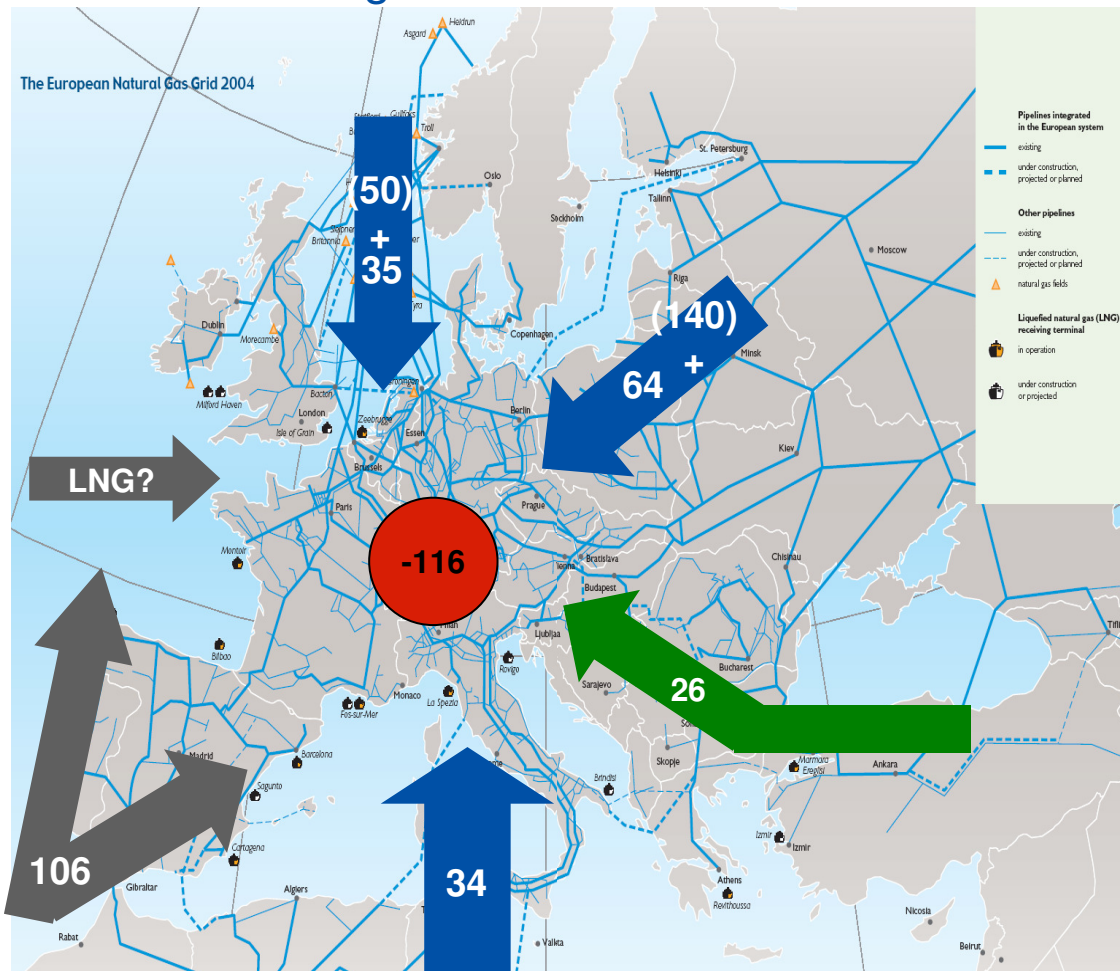 The European Natural Gas Grid 2004
Heidrun
Asgard
Gullfaks
Troll
Oslo
Stockholm
Helsinki
St. Petersburg
Tallinn
Moscow
Riga
(50)
+
35
Britannia
(140)
+
64
Copenhagen
Minsk
Dublin
Morecambe
Milford Haven
Bacton
London
Isle of Grain
Zeebrugge
Essen
Berlin
Brussels
Kiev
LNG?
Paris
Prague
-116
Montoir
Bratislava
Budapest
Chisinau
Ljubljaa
Bilbao
Rovigo
Monaco
La Spezia
Fos-sur-Mer
Sarajevo
Bucharest
26
Skopje
Madrid
Barcelona
Sagunto
Cartagena
Brindisi
Marmara
Ereglisi
Ankara
Izmir
Izmir
106
Gibraltar
Algiers
34
Athens
Revithoussa
Rabat
Valkta
Nicosia
Beirut
Pipelines integrated
in the European system
existing
under construction,
projected or planned
Other pipelines
existing
under construction,
projected or planned
natural gas fields
Liquefied natural gas (LNG)
receiving terminal
in operation
under construction
or projected